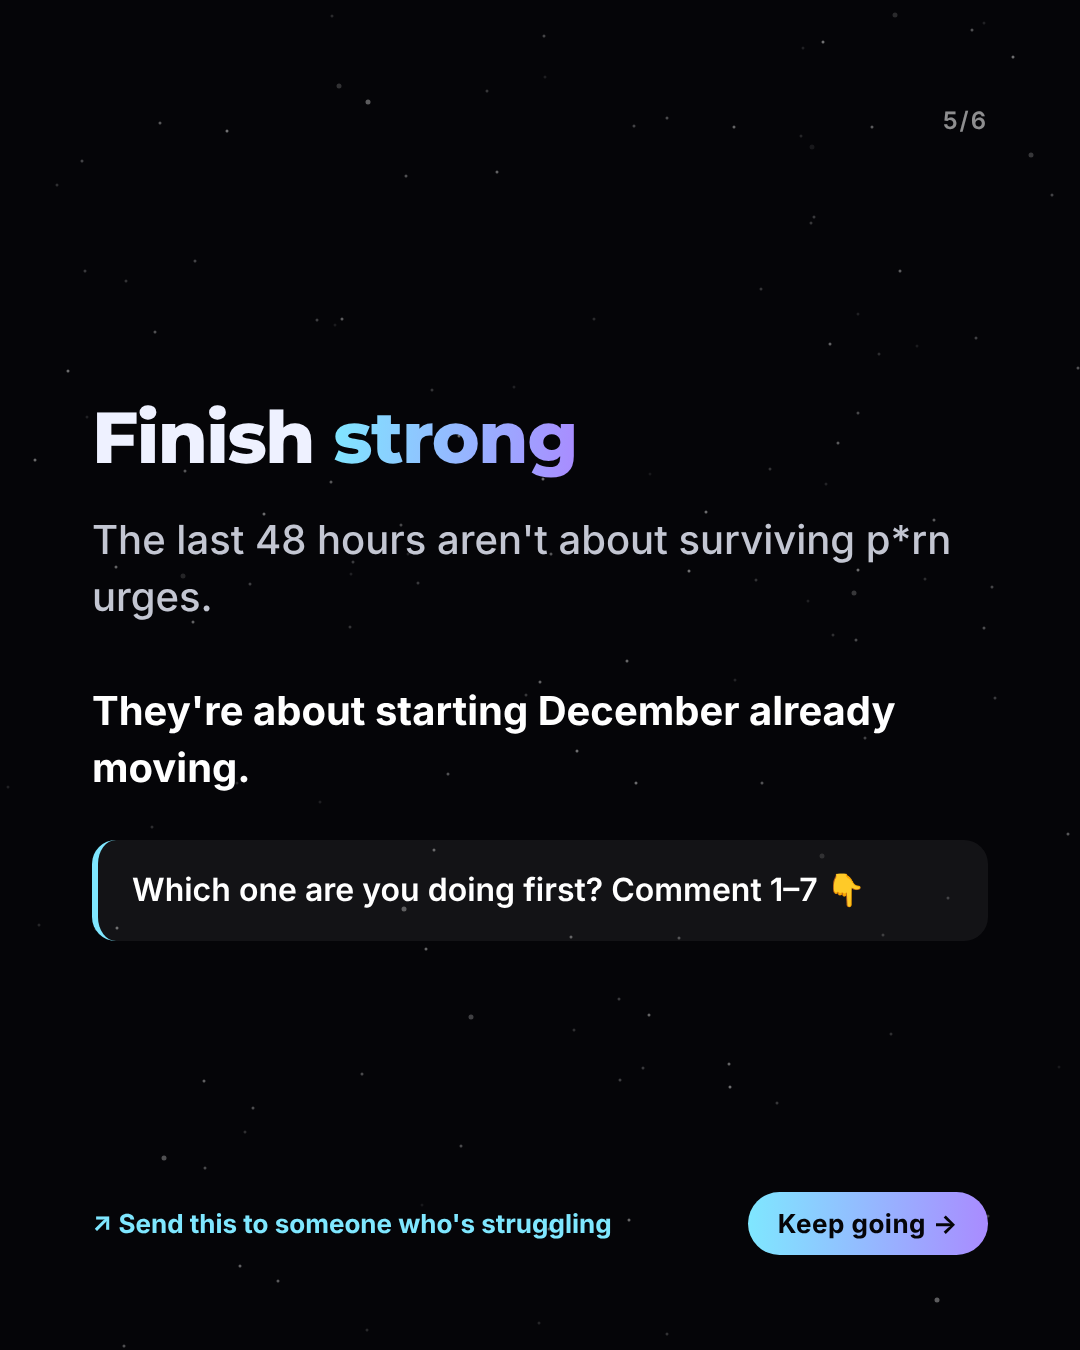 5/6
Finish strong
The last 48 hours aren't about surviving p*rn
urges.
They're about starting December already
moving.
Which one are you doing first? Comment 1–7 👇
↗ Send this to someone who's struggling
Keep going →